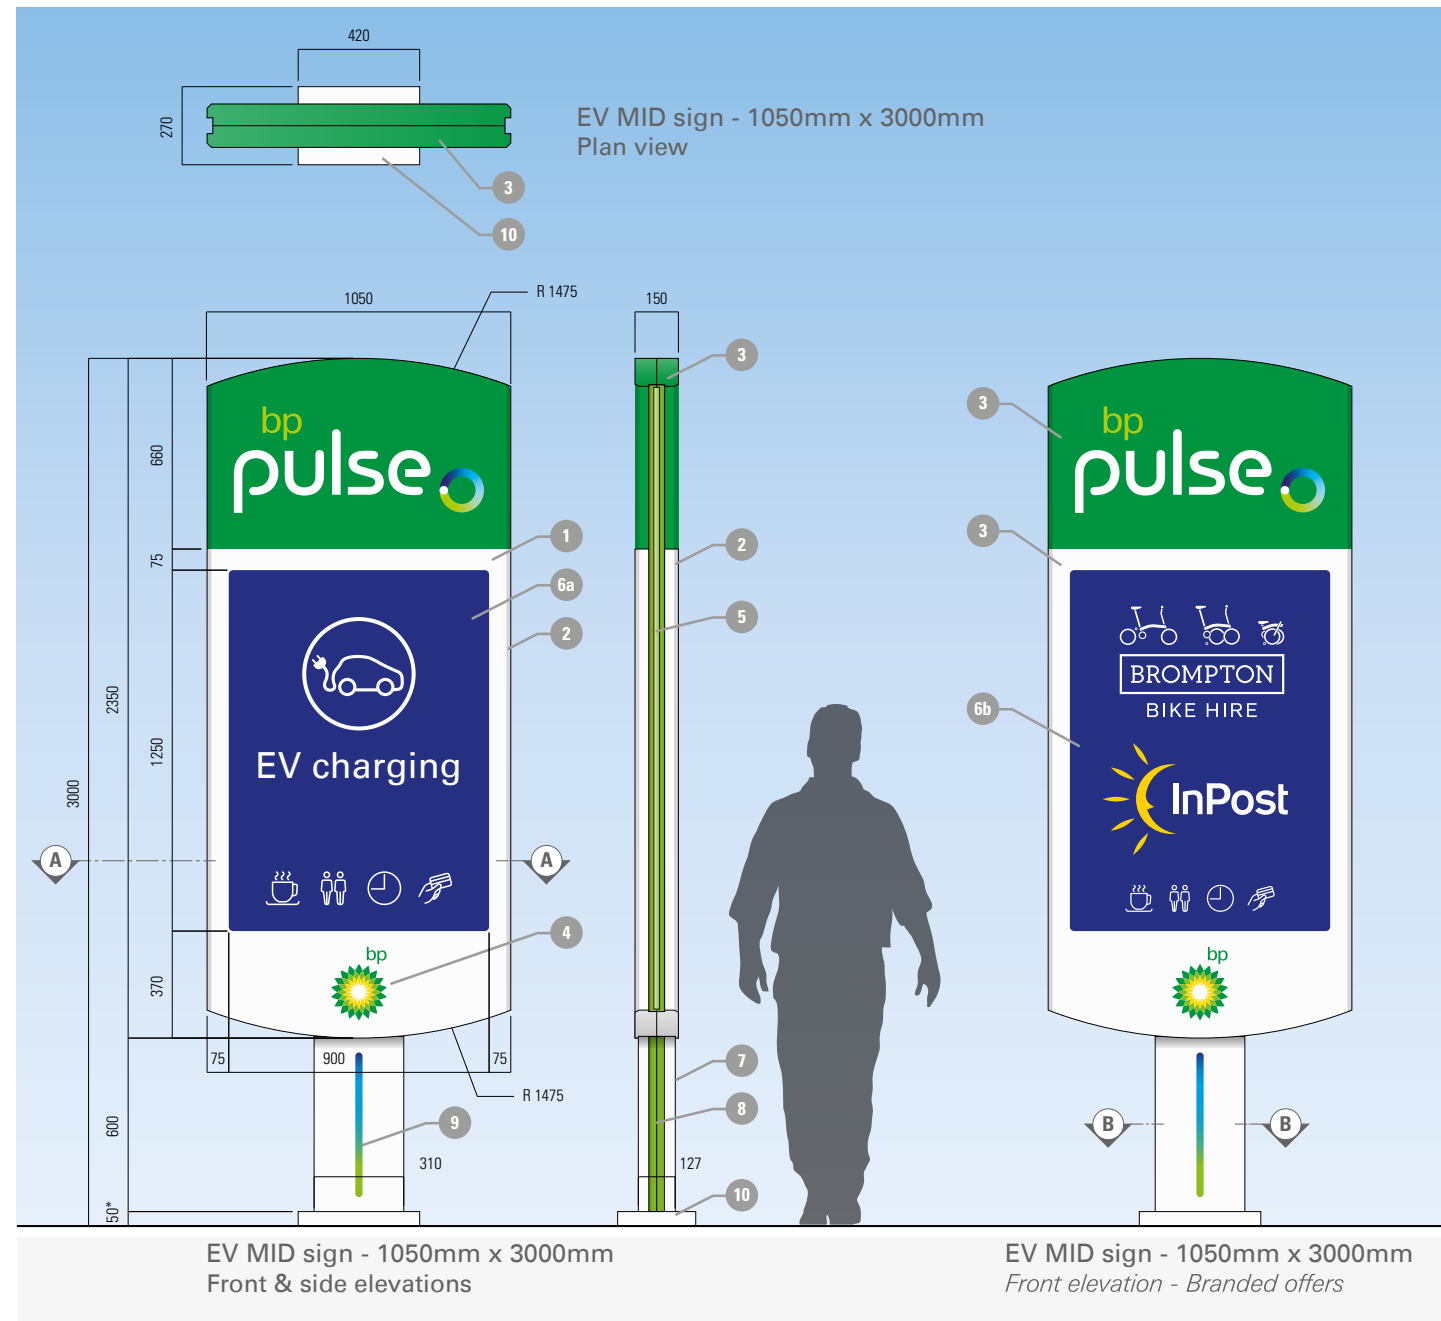 420
270
EV MID sign - 1050mm x 3000mm
Plan view
3
10
1050
R 1475
150
3
3
bp
pulse
bp
pulse
660
75
1
2
3
6a
5
2
2350
1250
3000
EV charging
BROMPTON
BIKE HIRE
6b
InPost
A
A
4
bp
bp
370
75
900
75
R 1475
7
8
9
600
310
127
B
B
10
50*
EV MID sign - 1050mm x 3000mm
Front & side elevations
EV MID sign - 1050mm x 3000mm
Front elevation - Branded offers